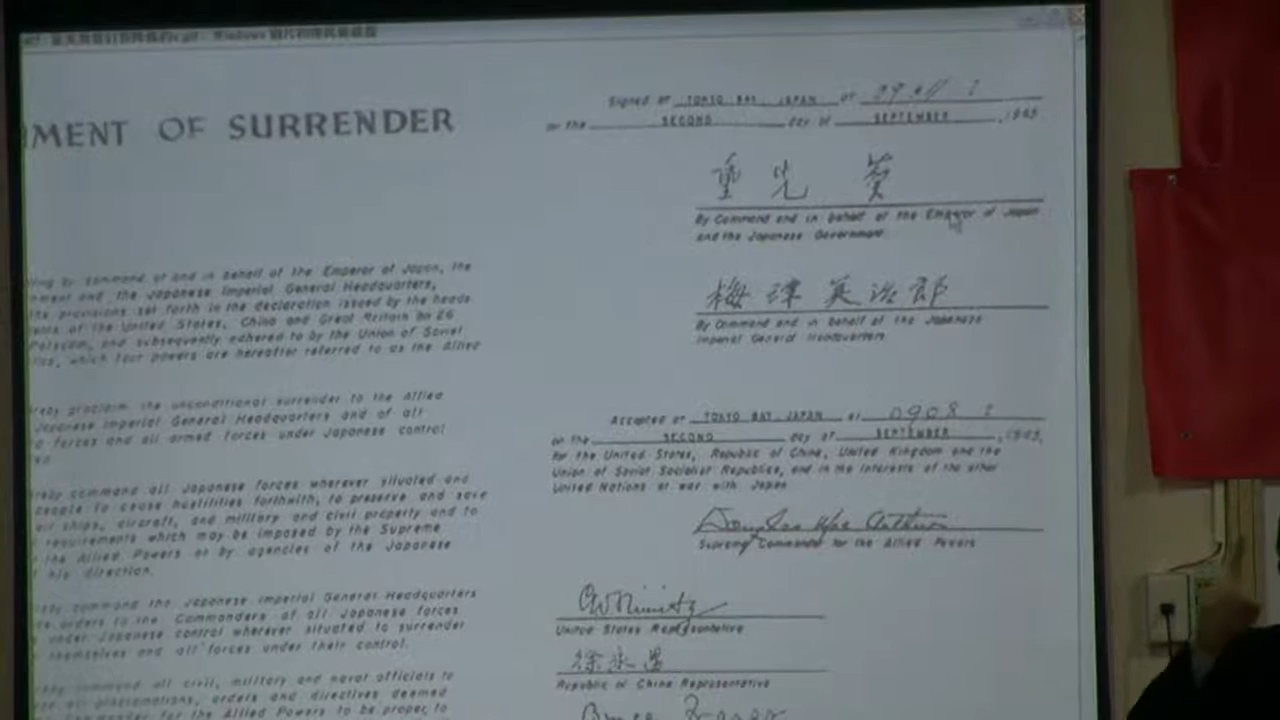 MENT OF SURRENDER
ing by command of and in behalf of the Emperor of Japan, the
nment and the Japanese Imperial General Headquarters,
the provisions set forth in the declaration issued by the heads
ents of the United States, China and Great Britain on 26
Potsdam, and subsequently adhered to by the Union of Soviet
lics, which four powers are hereafter referred to as the Allied
reby proclaim the unconditional surrender to the Allied
Japanese Imperial General Headquarters and of all
d forces and all armed forces under Japanese control
ed
reby command all Japanese forces wherever situated and
people to cease hostilities forthwith, to preserve and save
all ships, aircraft, and military and civil property and to
requirements which may be imposed by the Supreme
the Allied Powers or by agencies of the Japanese
his direction.
reby command the Japanese Imperial General Headquarters
orders to the Commanders of all Japanese forces
under Japanese control wherever situated to surrender
themselves and all forces under their control.
command all civil, military and naval officials to
all proclamations, orders and directives deemed
Commander for the Allied Powers to be proper to
Signed at TOKYO BAY, JAPAN at
on the SECOND day of SEPTEMBER, 1945
重光 葵
By Command and in behalf of the Emperor of Japan
and the Japanese Government
梅津美治郎
By Command and in behalf of the Japanese
Imperial General Headquarters
Accepted at TOKYO BAY, JAPAN at 0908 I
on the SECOND day of SEPTEMBER, 1945,
for the United States, Republic of China, United Kingdom and the
Union of Soviet Socialist Republics, and in the interests of the other
United Nations at war with Japan
Douglas MacArthur
Supreme Commander for the Allied Powers
C W Nimitz
United States Representative
徐永昌
Republic of China Representative
Bruce Fraser